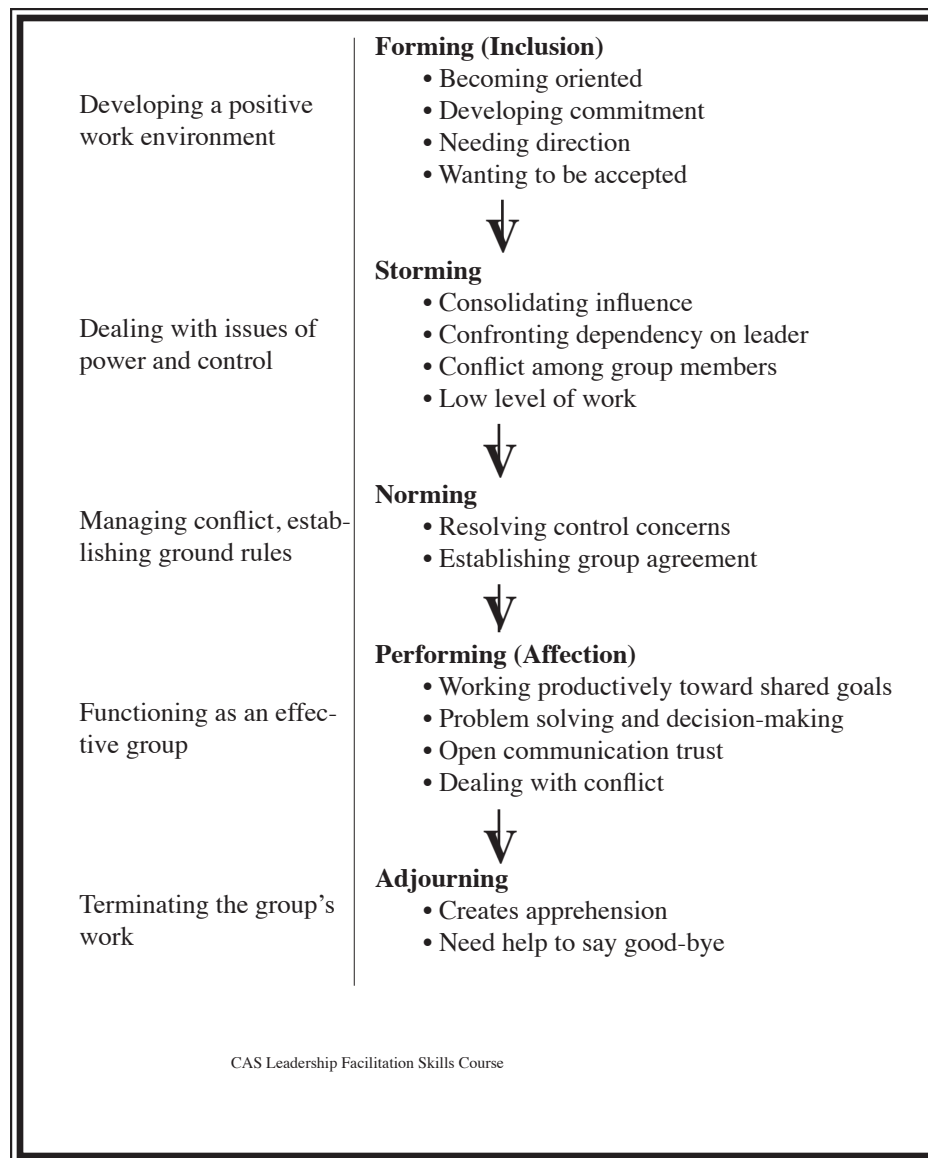 Forming (Inclusion)
• Becoming oriented
• Developing commitment
• Needing direction
• Wanting to be accepted
Developing a positive
work environment
Storming
• Consolidating influence
• Confronting dependency on leader
• Conflict among group members
• Low level of work
Dealing with issues of
power and control
Norming
• Resolving control concerns
• Establishing group agreement
Managing conflict, estab-
lishing ground rules
Performing (Affection)
• Working productively toward shared goals
• Problem solving and decision-making
• Open communication trust
• Dealing with conflict
Functioning as an effec-
tive group
Adjourning
• Creates apprehension
• Need help to say good-bye
Terminating the group's
work
CAS Leadership Facilitation Skills Course